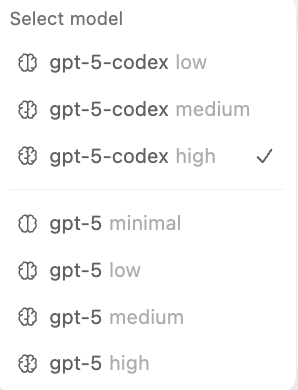 Select model
gpt-5-codex low
gpt-5-codex medium
gpt-5-codex high
gpt-5 minimal
gpt-5 low
gpt-5 medium
gpt-5 high